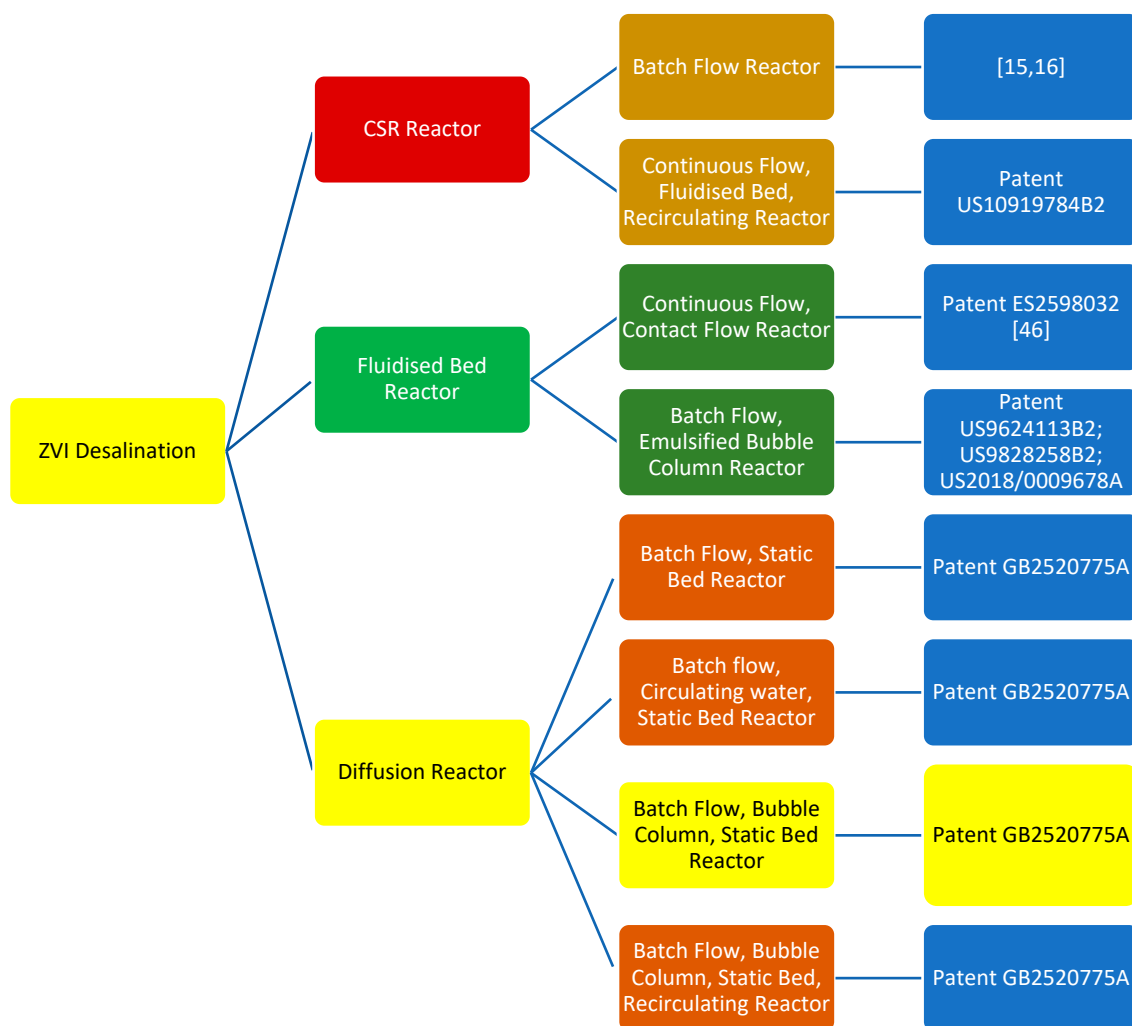 Batch Flow Reactor
[15,16]
CSR Reactor
Continuous Flow,
Fluidised Bed,
Recirculating Reactor
Patent
US10919784B2
Continuous Flow,
Contact Flow Reactor
Patent ES2598032
[46]
Fluidised Bed
Reactor
Batch Flow,
Emulsified Bubble
Column Reactor
Patent
US9624113B2;
US9828258B2;
US2018/0009678A
ZVI Desalination
Batch Flow, Static
Bed Reactor
Patent GB2520775A
Batch flow,
Circulating water,
Static Bed Reactor
Patent GB2520775A
Diffusion Reactor
Batch Flow, Bubble
Column, Static Bed
Reactor
Patent GB2520775A
Batch Flow, Bubble
Column, Static Bed,
Recirculating Reactor
Patent GB2520775A